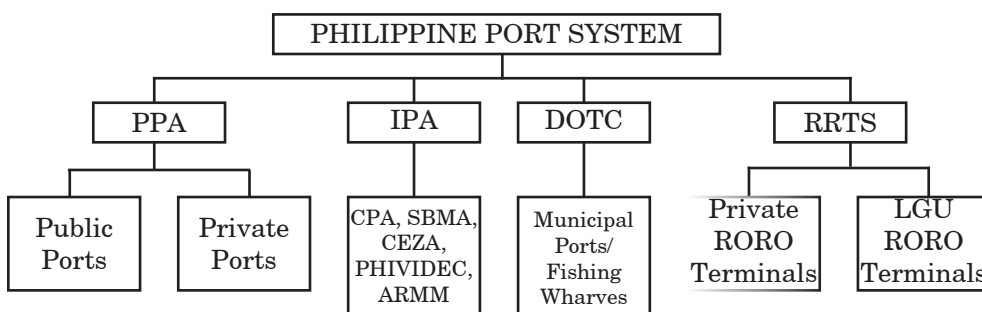 PHILIPPINE PORT SYSTEM
PPA
IPA
DOTC
RRTS
Public
Ports
Private
Ports
CPA, SBMA,
CEZA,
PHIVIDEC,
ARMM
Municipal
Ports/
Fishing
Wharves
Private
RORO
Terminals
LGU
RORO
Terminals